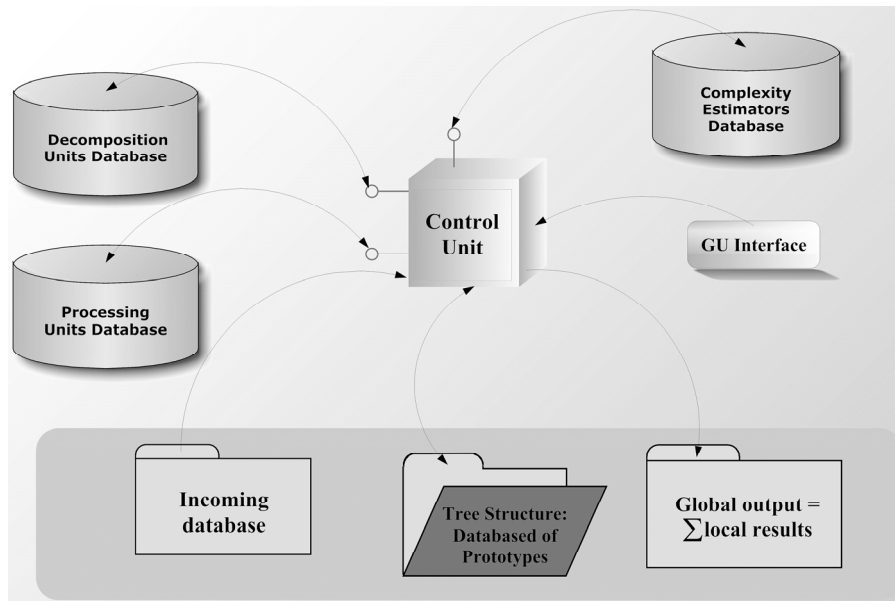 Decomposition
Units Database
Complexity
Estimators
Database
Control
Unit
GU Interface
Processing
Units Database
Incoming
database
Tree Structure:
Databased of
Prototypes
Global output =
∑local results